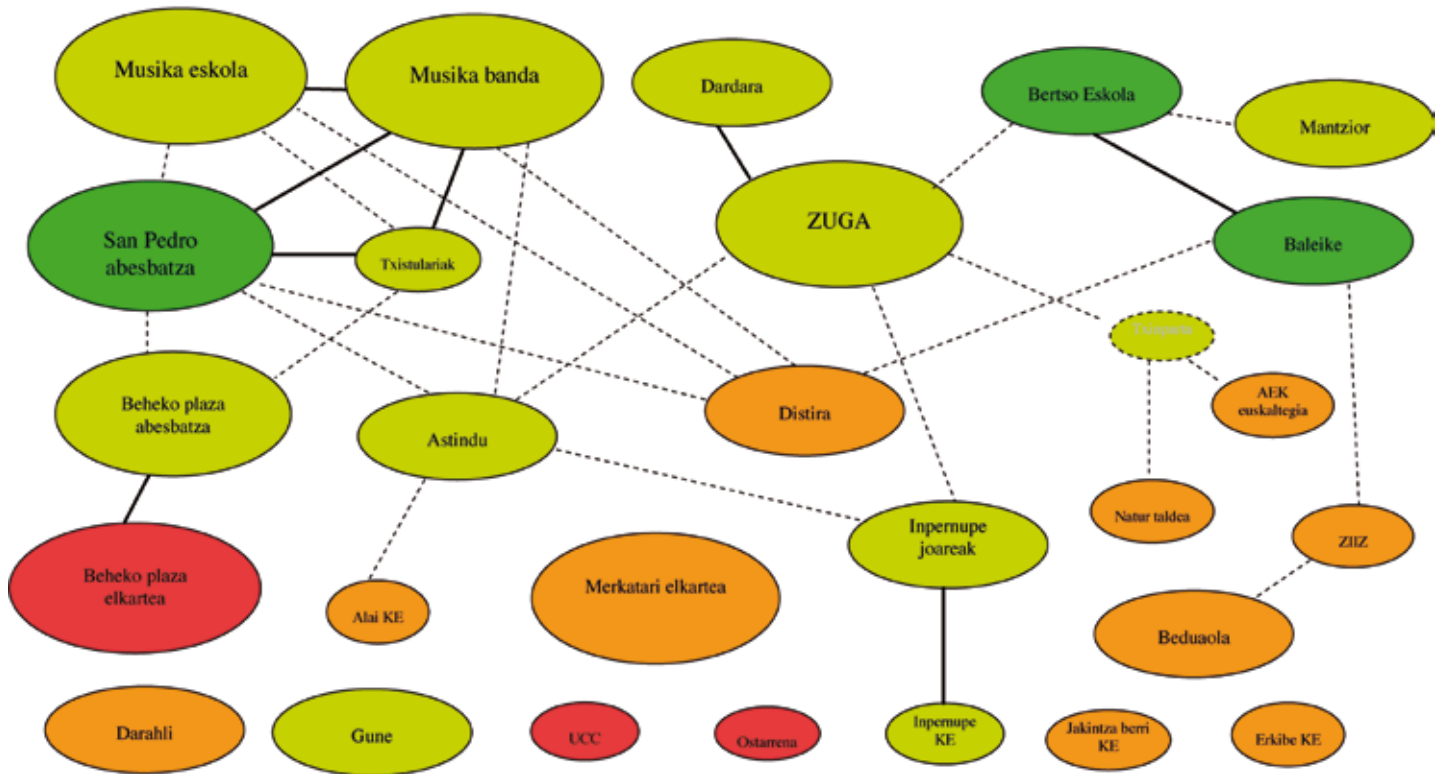 Musika eskola
Musika banda
Dardara
Bertso Eskola
Mantzior
San Pedro
abesbatza
Txistulariak
ZUGA
Baleike
Txinparta
Beheko plaza
abesbatza
Astindu
Distira
AEK
euskaltegia
Natur taldea
Inpernupe
joareak
ZIIZ
Beheko plaza
elkartea
Alai KE
Merkatari elkartea
Beduaola
Darahli
Gune
UCC
Ostarrena
Inpernupe
KE
Jakintza berri
KE
Erkibe KE